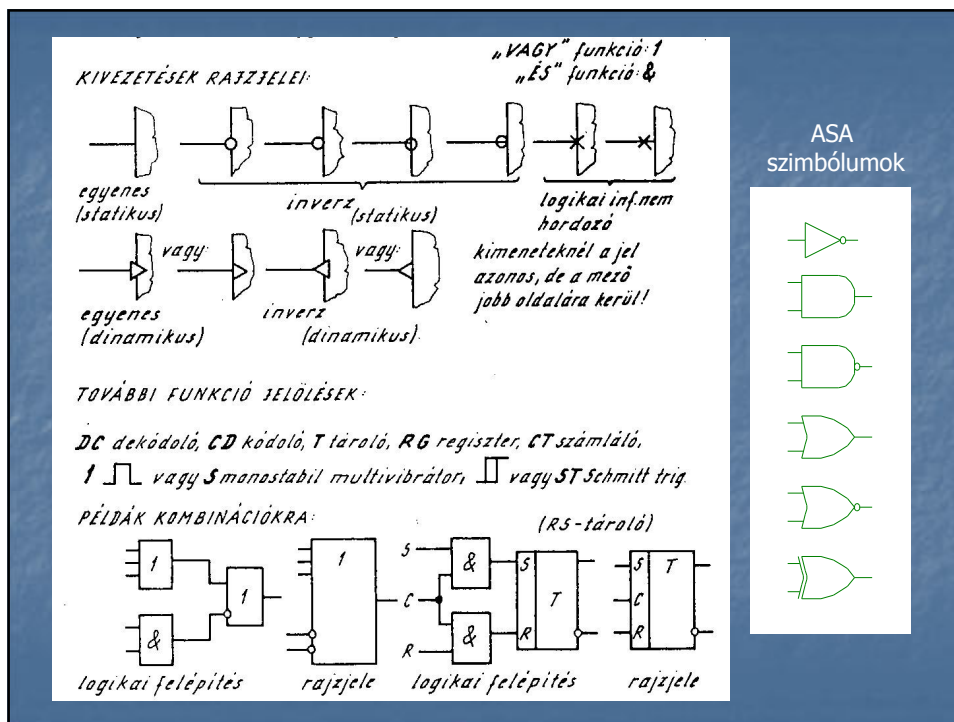 „VAGY” funkció: 1
„ÉS” funkció: &
KIVEZETÉSEK RAJZJELEI:
egyenes (statikus)
inverz (statikus)
logikai inf. nem hordozó
vagy:
vagy:
egyenes (dinamikus)
inverz (dinamikus)
kimeneteknél a jel
azonos, de a mező
jobb oldalára kerül!
TOVÁBBI FUNKCIÓ JELÖLÉSEK:
DC dekódoló, CD kódoló, T tároló, RG regiszter, CT számláló,
1 vagy S monostabil multivibrátor, vagy ST Schmitt trig.
PÉLDÁK KOMBINÁCIÓKRA:
(RS-tároló)
1
&
1
1
S
C
R
&
&
S
R
T
S
C
R
T
logikai felépítés
rajzjele
logikai felépítés
rajzjele
ASA
szimbólumok